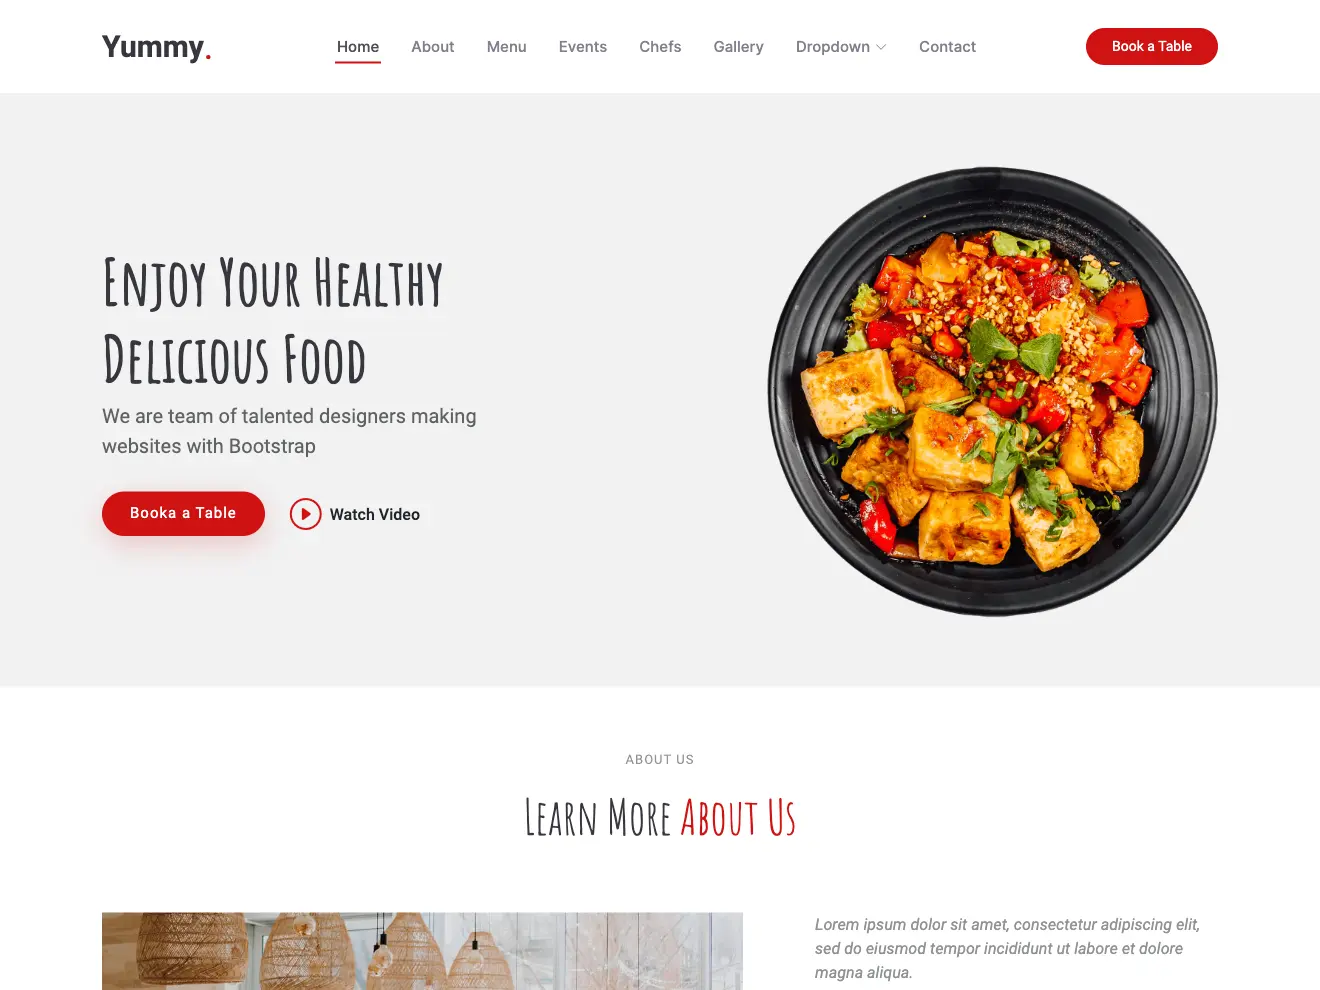 Yummy.
Home
About
Menu
Events
Chefs
Gallery
Dropdown
Contact
Book a Table
Enjoy Your Healthy
Delicious Food
We are team of talented designers making
websites with Bootstrap
Booka a Table
Watch Video
ABOUT US
Learn More About Us
Lorem ipsum dolor sit amet, consectetur adipiscing elit,
sed do eiusmod tempor incididunt ut labore et dolore
magna aliqua.